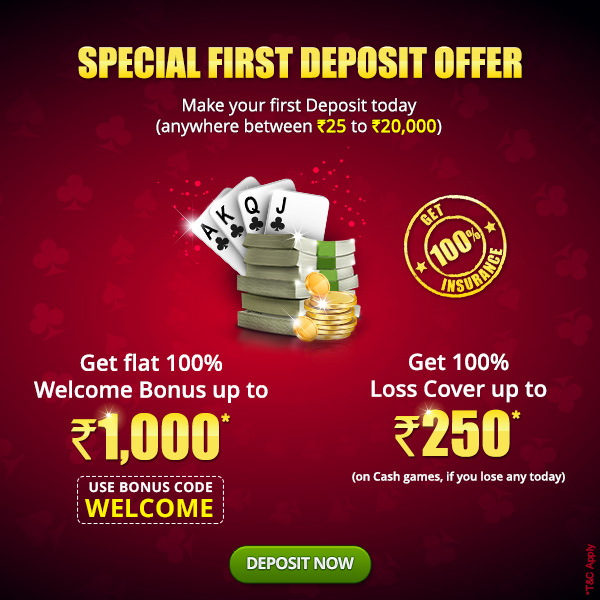 SPECIAL FIRST DEPOSIT OFFER
Make your first Deposit today
(anywhere between ₹25 to ₹20,000)
A K Q J
GET
100%
INSURANCE
Get flat 100%
Welcome Bonus up to
₹1,000*
USE BONUS CODE
WELCOME
Get 100%
Loss Cover up to
₹250*
(on Cash games, if you lose any today)
DEPOSIT NOW
*T&C Apply